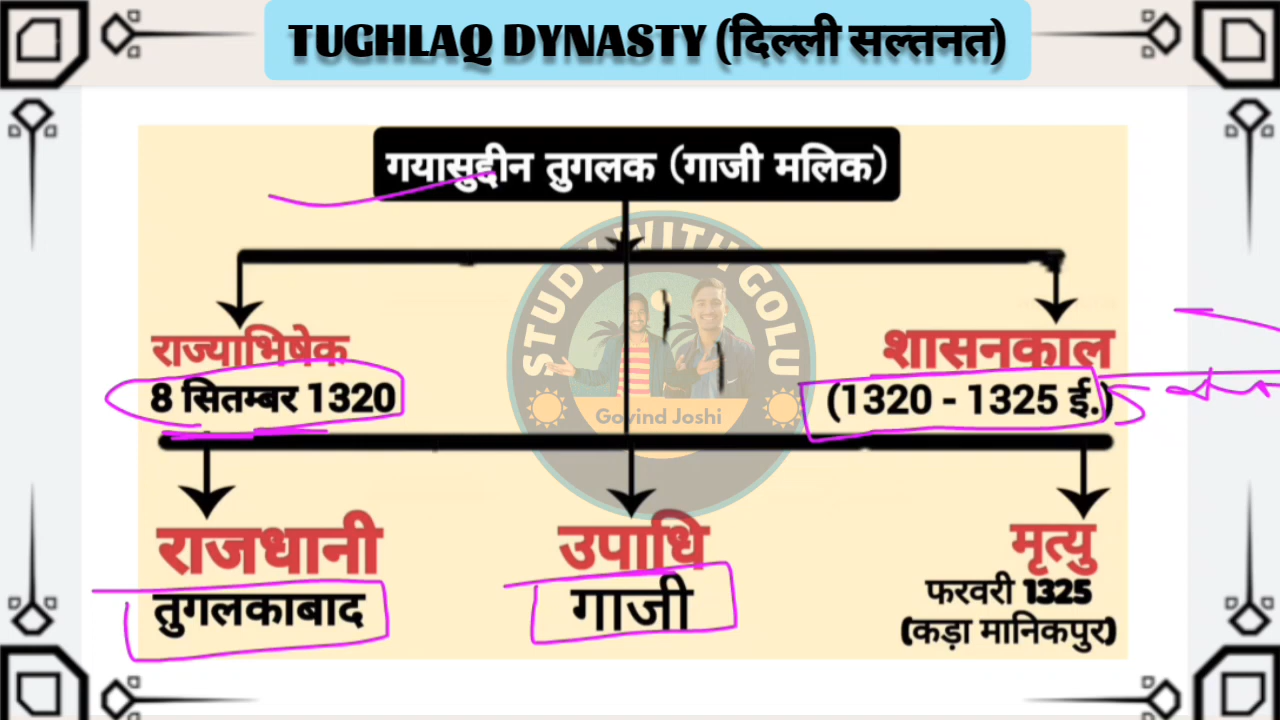 TUGHLAQ DYNASTY (दिल्ली सल्तनत)
गयासुद्दीन तुगलक (गाजी मलिक)
STUDY WITH GOLU
राज्याभिषेक
8 सितम्बर 1320
शासनकाल
(1320 - 1325 ई.)
Govind Joshi
राजधानी
तुगलकाबाद
उपाधि
गाजी
मृत्यु
फरवरी 1325
(कड़ा मानिकपुर)